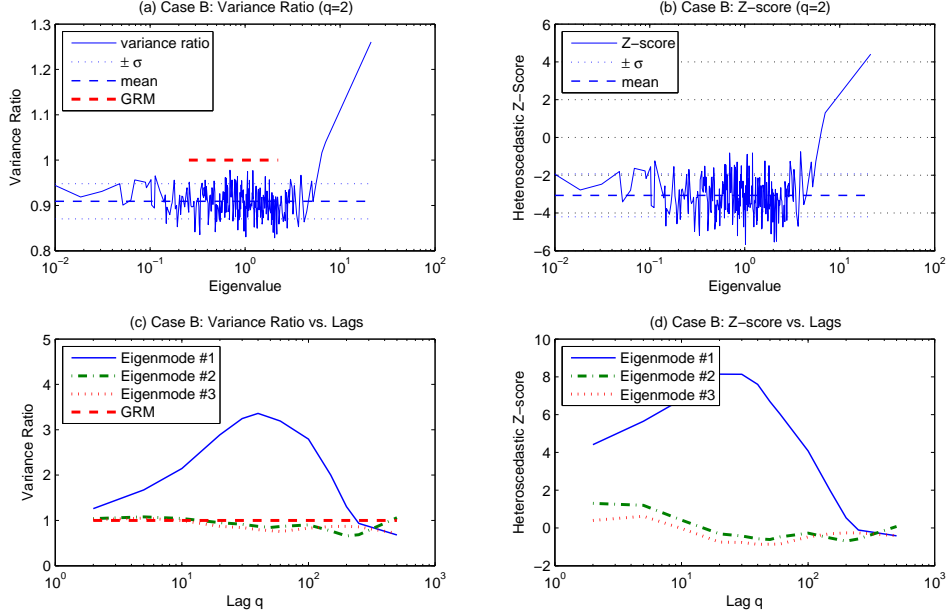 (a) Case B: Variance Ratio (q=2)
Variance Ratio
1.3
1.2
1.1
1
0.9
0.8
variance ratio
± σ
mean
GRM
10^-2
10^-1
10^0
10^1
10^2
Eigenvalue
(b) Case B: Z−score (q=2)
Heteroscedastic Z−Score
6
4
2
0
−2
−4
−6
Z−score
± σ
mean
10^-2
10^-1
10^0
10^1
10^2
Eigenvalue
(c) Case B: Variance Ratio vs. Lags
Variance Ratio
5
4
3
2
1
0
Eigenmode #1
Eigenmode #2
Eigenmode #3
GRM
10^0
10^1
10^2
10^3
Lag q
(d) Case B: Z−score vs. Lags
Heteroscedastic Z−score
10
8
6
4
2
0
−2
Eigenmode #1
Eigenmode #2
Eigenmode #3
10^0
10^1
10^2
10^3
Lag q